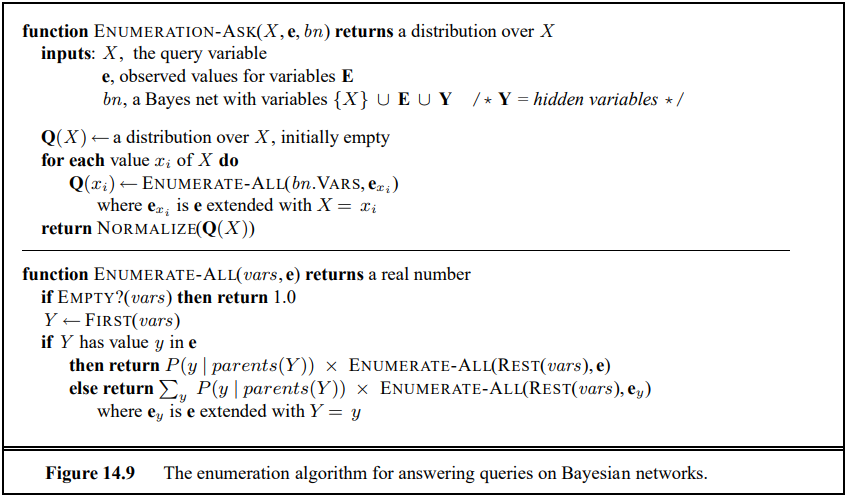 function ENUMERATION-ASK(X, e, bn) returns a distribution over X
inputs: X, the query variable
e, observed values for variables E
bn, a Bayes net with variables {X} ∪ E ∪ Y /* Y = hidden variables */
Q(X) ← a distribution over X, initially empty
for each value xᵢ of X do
Q(xᵢ) ← ENUMERATE-ALL(bn.VARS, e_{xᵢ})
where e_{xᵢ} is e extended with X = xᵢ
return NORMALIZE(Q(X))
function ENUMERATE-ALL(vars, e) returns a real number
if EMPTY?(vars) then return 1.0
Y ← FIRST(vars)
if Y has value y in e
then return P(y | parents(Y)) × ENUMERATE-ALL(REST(vars), e)
else return ∑_y P(y | parents(Y)) × ENUMERATE-ALL(REST(vars), e_y)
where e_y is e extended with Y = y
Figure 14.9 The enumeration algorithm for answering queries on Bayesian networks.